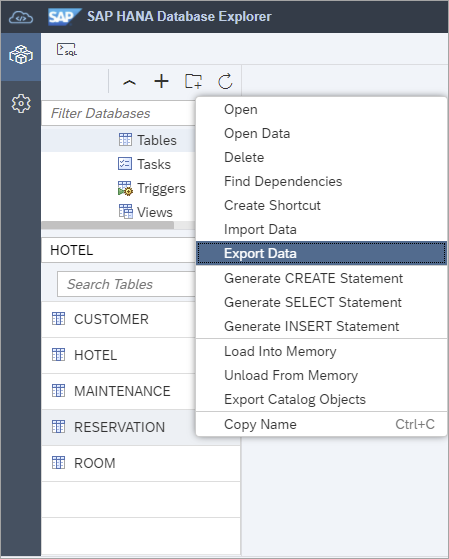 SAP SAP HANA Database Explorer
SQL
Filter Databases
Tables
Tasks
Triggers
Views
HOTEL
Search Tables
CUSTOMER
HOTEL
MAINTENANCE
RESERVATION
ROOM
Open
Open Data
Delete
Find Dependencies
Create Shortcut
Import Data
Export Data
Generate CREATE Statement
Generate SELECT Statement
Generate INSERT Statement
Load Into Memory
Unload From Memory
Export Catalog Objects
Copy Name Ctrl+C